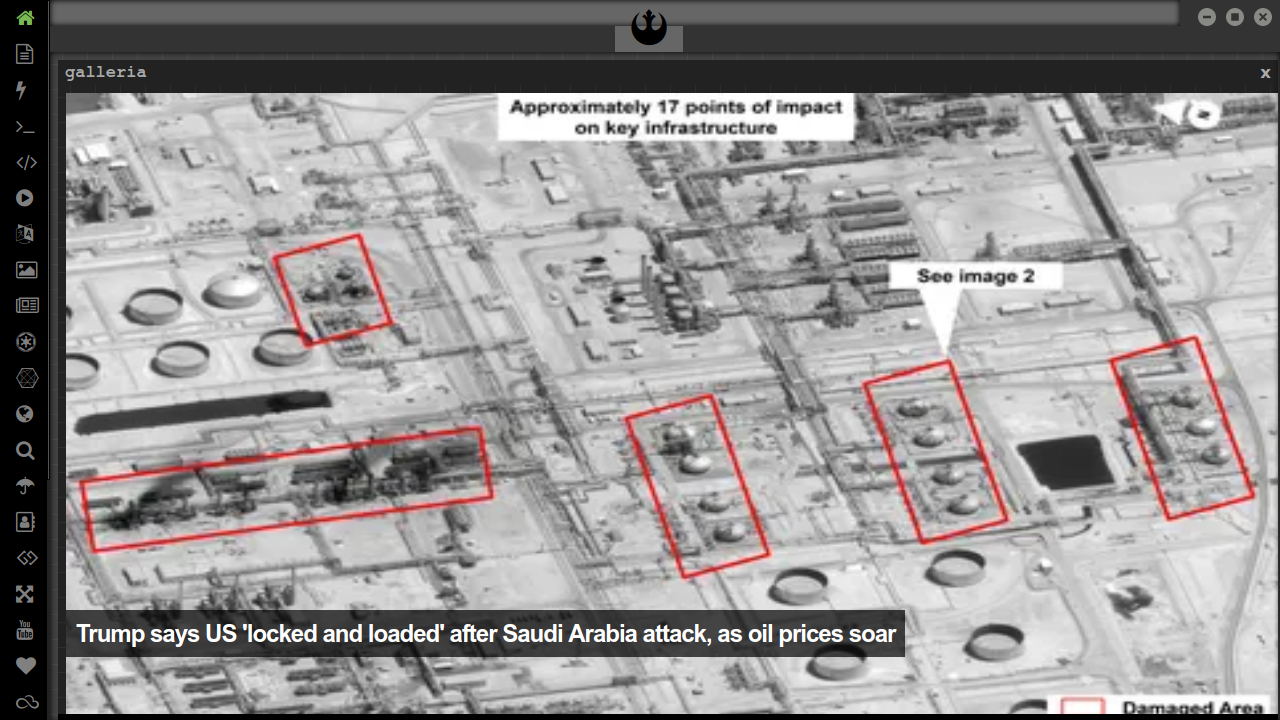 galleria
x
Approximately 17 points of impact
on key infrastructure
See image 2
Trump says US 'locked and loaded' after Saudi Arabia attack, as oil prices soar
You
Tube
Damaged Area